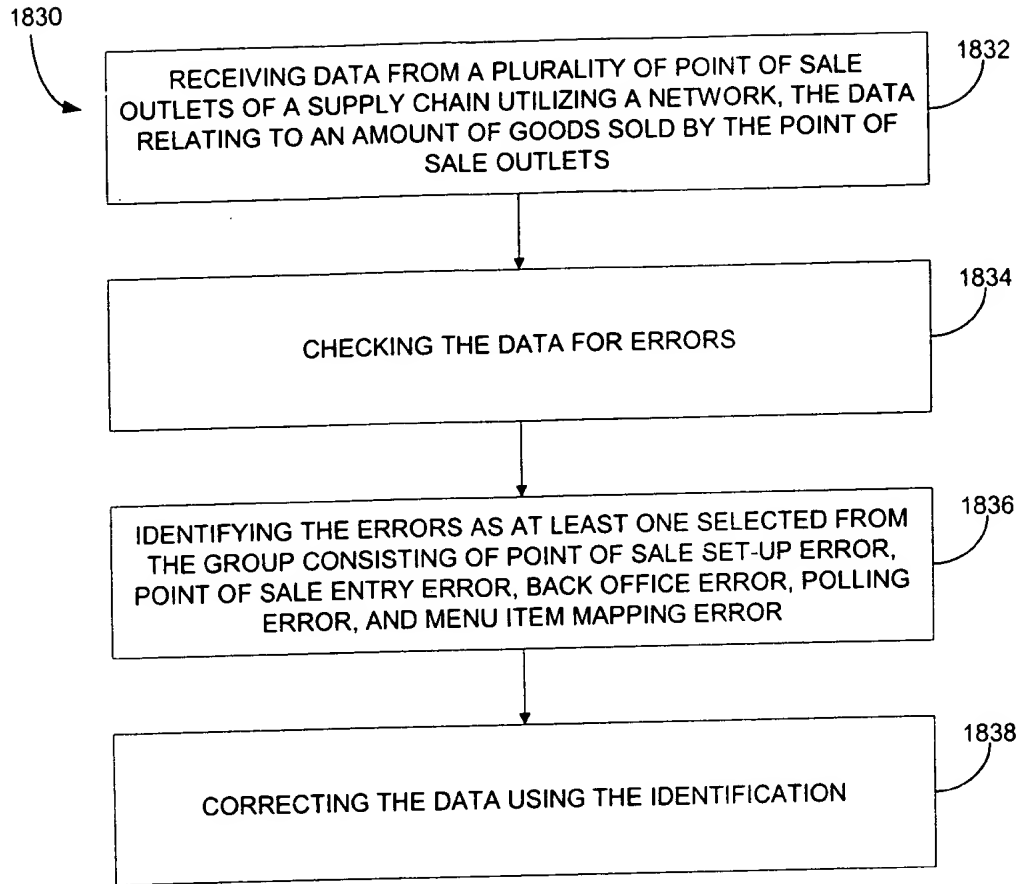 1830
1832
RECEIVING DATA FROM A PLURALITY OF POINT OF SALE
OUTLETS OF A SUPPLY CHAIN UTILIZING A NETWORK, THE DATA
RELATING TO AN AMOUNT OF GOODS SOLD BY THE POINT OF
SALE OUTLETS
1834
CHECKING THE DATA FOR ERRORS
1836
IDENTIFYING THE ERRORS AS AT LEAST ONE SELECTED FROM
THE GROUP CONSISTING OF POINT OF SALE SET-UP ERROR,
POINT OF SALE ENTRY ERROR, BACK OFFICE ERROR, POLLING
ERROR, AND MENU ITEM MAPPING ERROR
1838
CORRECTING THE DATA USING THE IDENTIFICATION